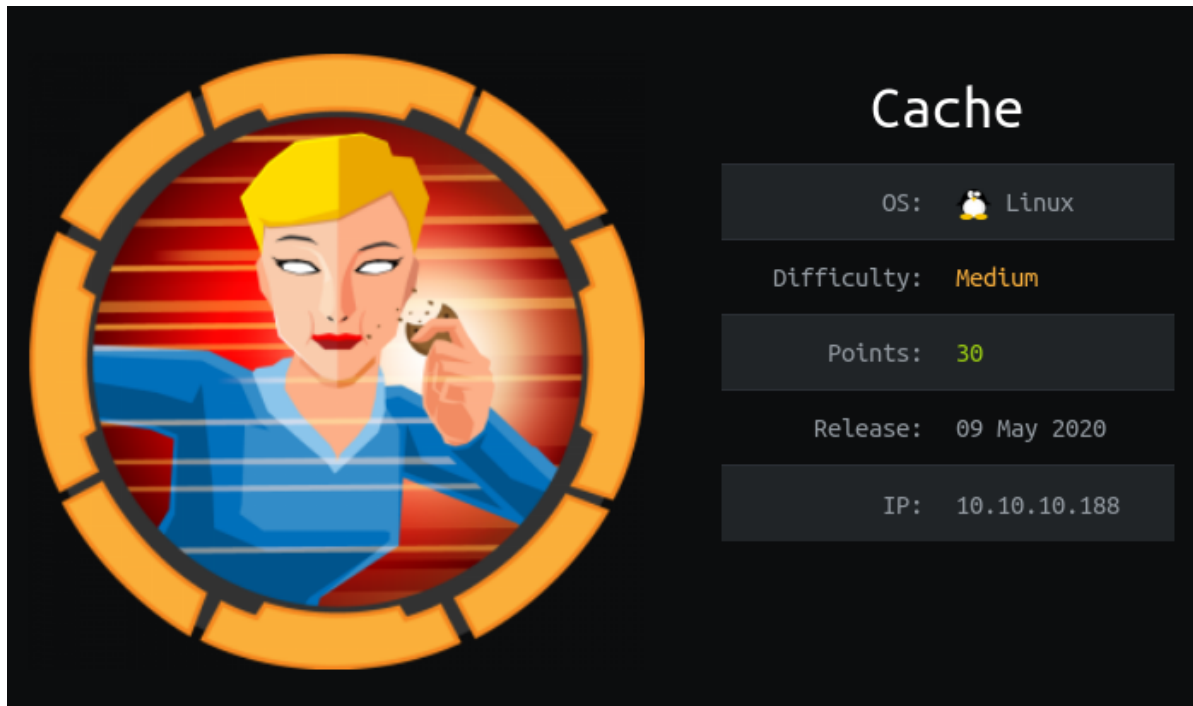 Cache
OS: Linux
Difficulty: Medium
Points: 30
Release: 09 May 2020
IP: 10.10.10.188